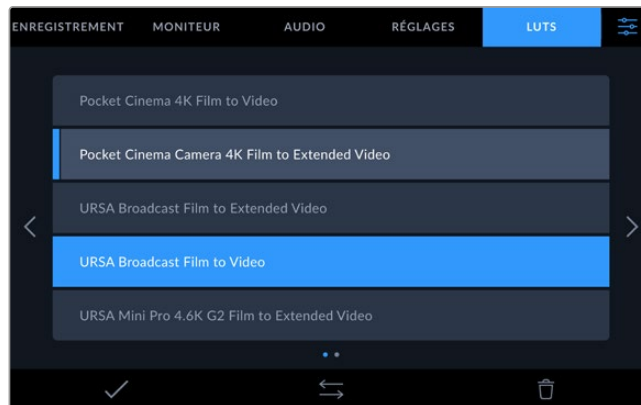 ENREGISTREMENT MONITEUR AUDIO RÉGLAGES LUTS
Pocket Cinema 4K Film to Video
Pocket Cinema Camera 4K Film to Extended Video
URSA Broadcast Film to Extended Video
URSA Broadcast Film to Video
URSA Mini Pro 4.6K G2 Film to Extended Video